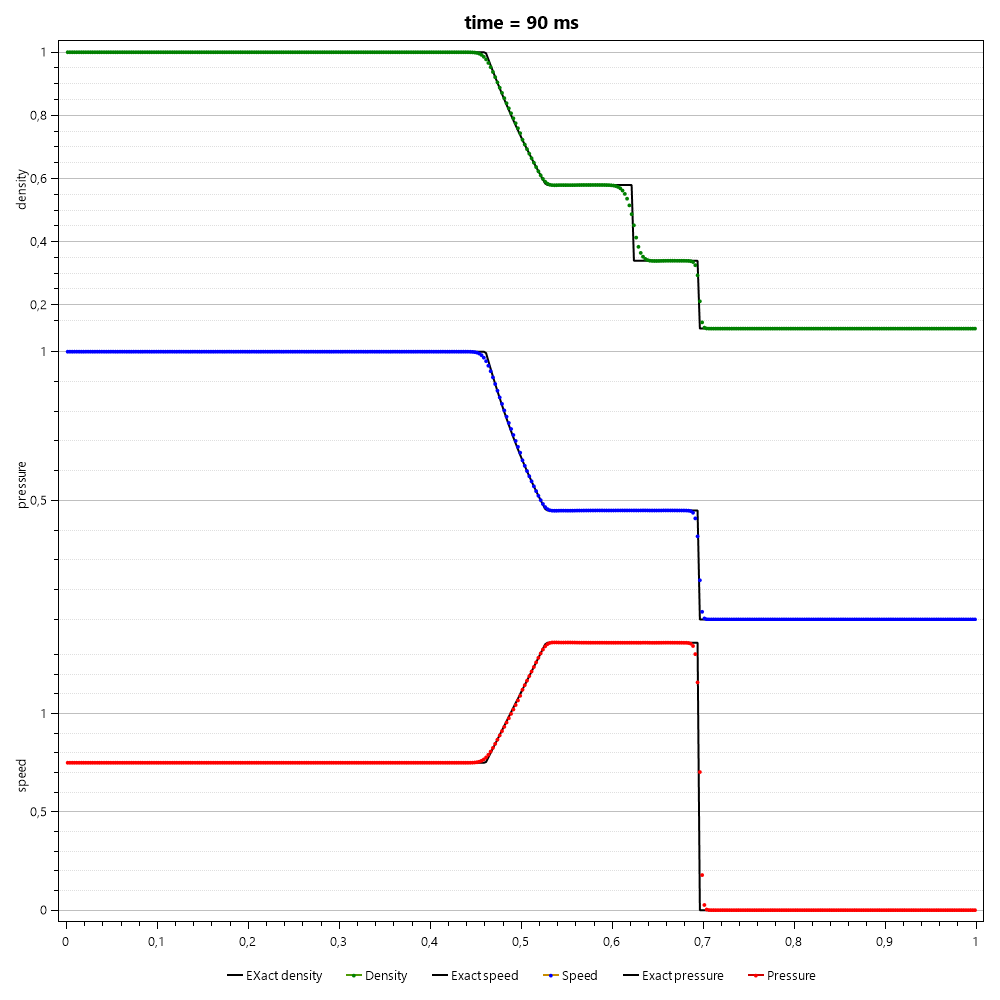 time = 90 ms
1
0,8
0,6
0,4
0,2
density
1
0,5
pressure
1
0,5
0
speed
0 0,1 0,2 0,3 0,4 0,5 0,6 0,7 0,8 0,9 1
EXact density Density Exact speed Speed Exact pressure Pressure